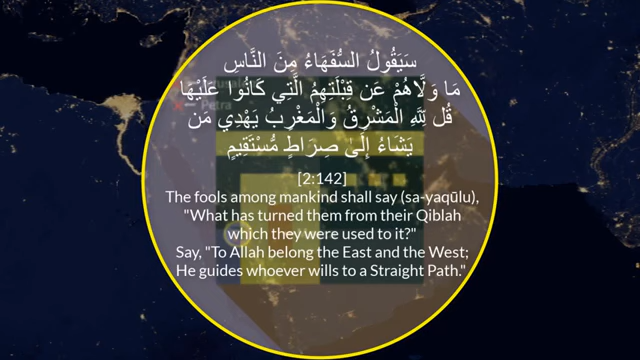 سَيَقُولُ السُّفَهَاءُ مِنَ النَّاسِ
مَا وَلَّاهُمْ عَن قِبْلَتِهِمُ الَّتِي كَانُوا عَلَيْهَا
قُل لِّلَّهِ الْمَشْرِقُ وَالْمَغْرِبُ يَهْدِي مَن
يَشَاءُ إِلَىٰ صِرَاطٍ مُّسْتَقِيمٍ
[2:142]
The fools among mankind shall say (sa-yaqūlu),
"What has turned them from their Qiblah
which they were used to it?"
Say, "To Allah belong the East and the West;
He guides whoever wills to a Straight Path."
Petra